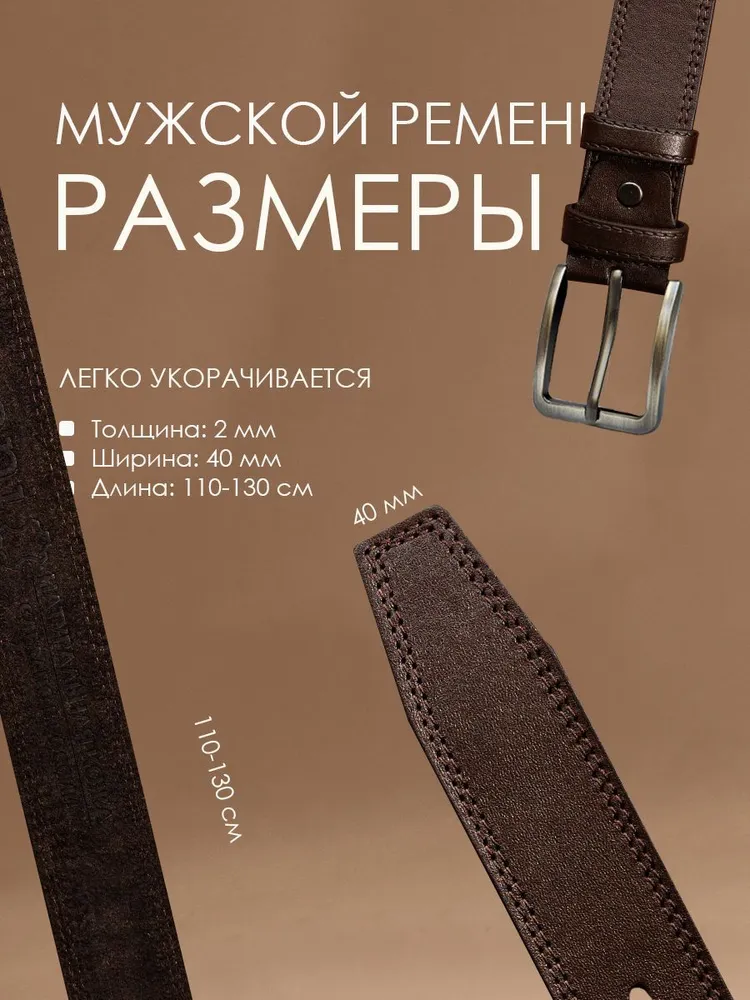 МУЖСКОЙ РЕМЕНЬ
РАЗМЕРЫ
ЛЕГКО УКОРАЧИВАЕТСЯ
Толщина: 2 мм
Ширина: 40 мм
Длина: 110-130 см
40 мм
110-130 см